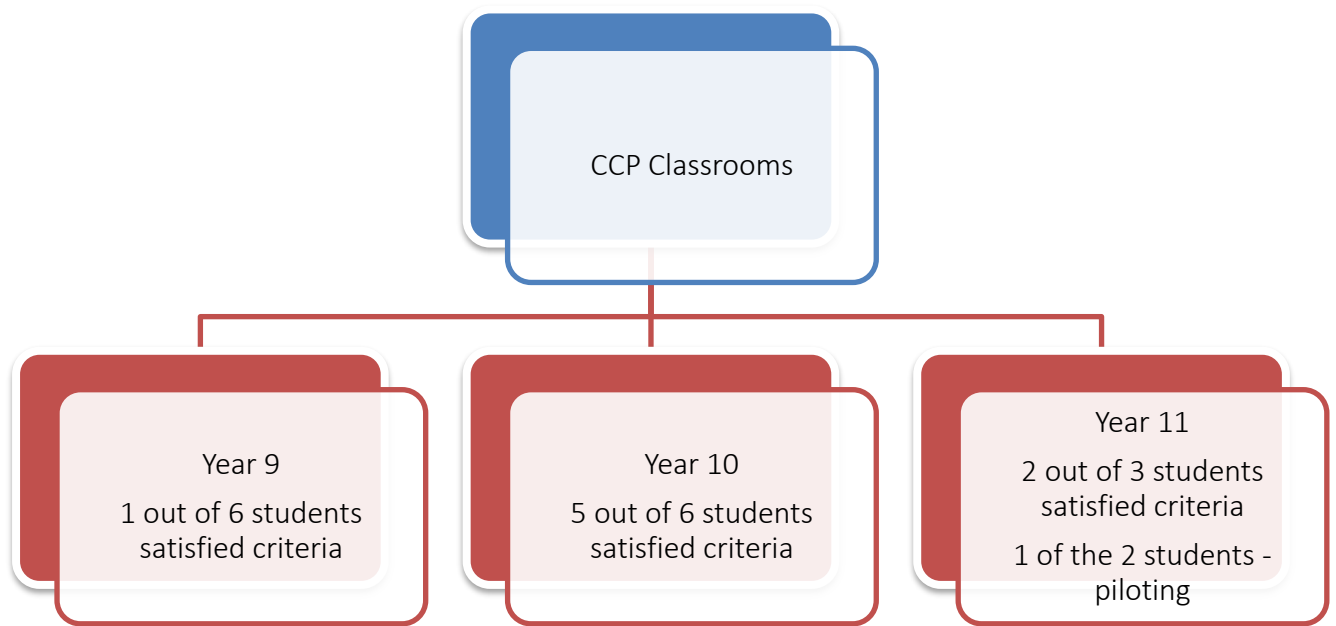 CCP Classrooms
Year 9
1 out of 6 students
satisfied criteria
Year 10
5 out of 6 students
satisfied criteria
Year 11
2 out of 3 students
satisfied criteria
1 of the 2 students -
piloting